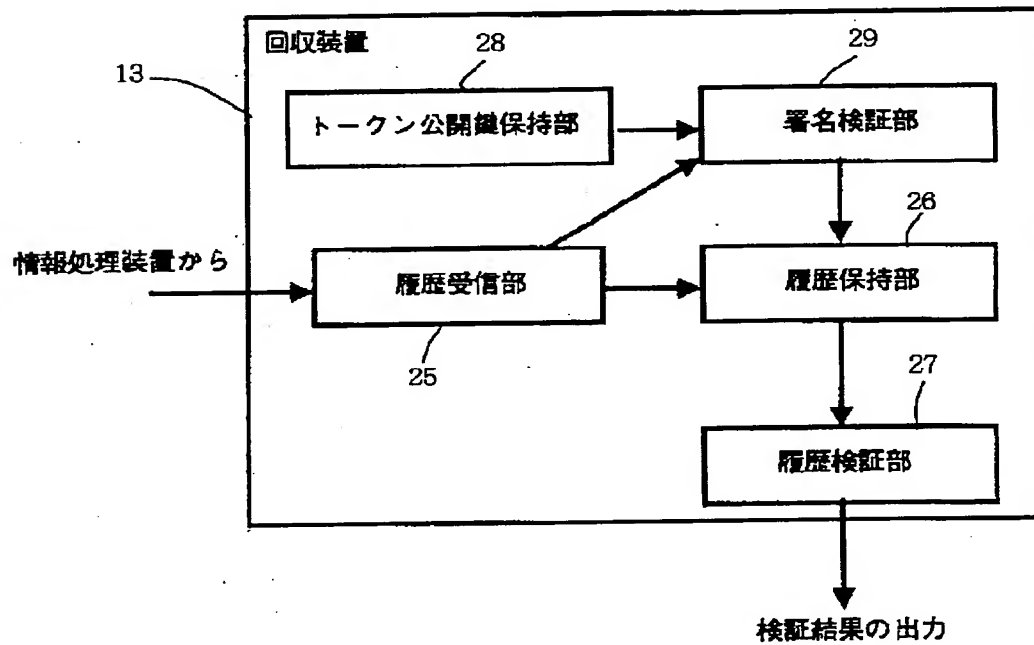 回収装置
28
29
13
トークン公開鍵保持部
署名検証部
26
情報処理装置から
履歴受信部
履歴保持部
25
27
履歴検証部
検証結果の出力